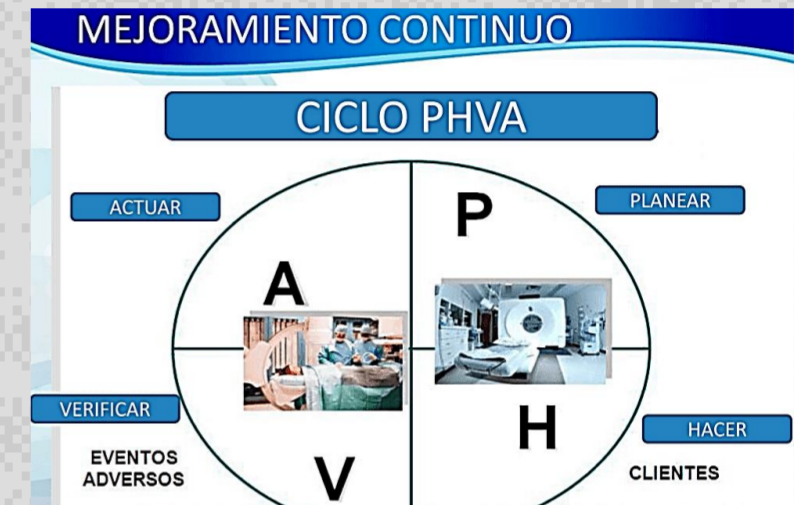 MEJORAMIENTO CONTINUO
CICLO PHVA
ACTUAR
PLANEAR
P
A
VERIFICAR
H
HACER
EVENTOS
ADVERSOS
V
CLIENTES